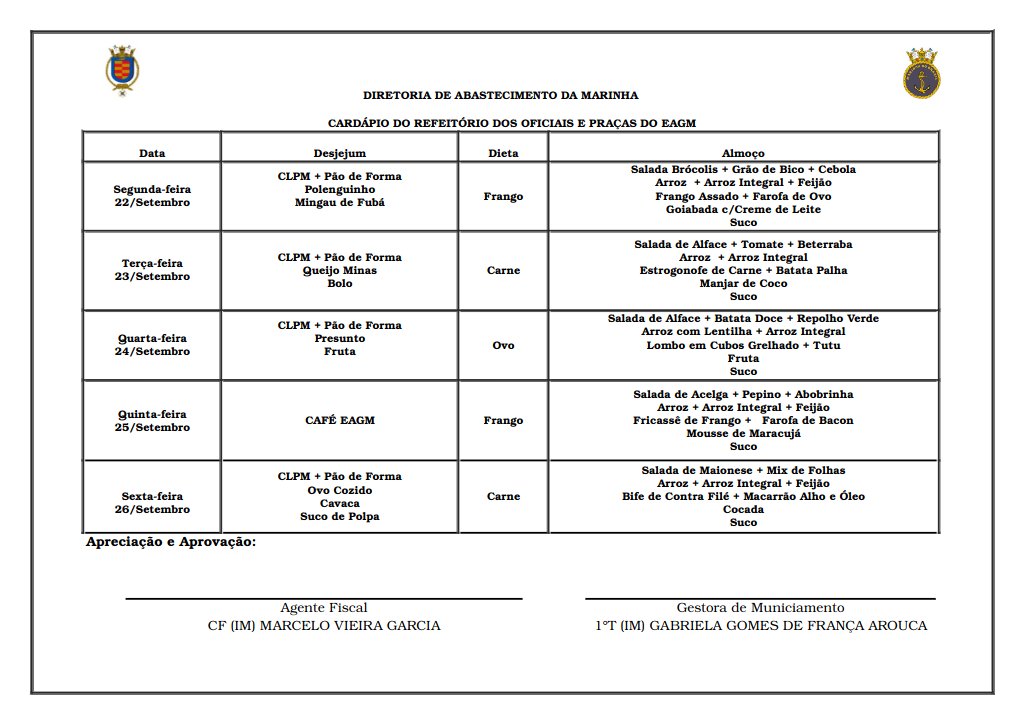 DIRETORIA DE ABASTECIMENTO DA MARINHA
CARDÁPIO DO REFEITÓRIO DOS OFICIAIS E PRAÇAS DO EAGM
Data Desjejum Dieta Almoço
Segunda-feira
22/Setembro
CLPM + Pão de Forma
Polenguinho
Mingau de Fubá
Frango
Salada Brócolis + Grão de Bico + Cebola
Arroz + Arroz Integral + Feijão
Frango Assado + Farofa de Ovo
Goiabada c/Creme de Leite
Suco
Terça-feira
23/Setembro
CLPM + Pão de Forma
Queijo Minas
Bolo
Carne
Salada de Alface + Tomate + Beterraba
Arroz + Arroz Integral
Estrogonofe de Carne + Batata Palha
Manjar de Coco
Suco
Quarta-feira
24/Setembro
CLPM + Pão de Forma
Presunto
Fruta
Ovo
Salada de Alface + Batata Doce + Repolho Verde
Arroz com Lentilha + Arroz Integral
Lombo em Cubos Grelhado + Tutu
Fruta
Suco
Quinta-feira
25/Setembro
CAFÉ EAGM
Frango
Salada de Acelga + Pepino + Abobrinha
Arroz + Arroz Integral + Feijão
Fricassê de Frango + Farofa de Bacon
Mousse de Maracujá
Suco
Sexta-feira
26/Setembro
CLPM + Pão de Forma
Ovo Cozido
Cavaca
Suco de Polpa
Carne
Salada de Maionese + Mix de Folhas
Arroz + Arroz Integral + Feijão
Bife de Contra Filé + Macarrão Alho e Óleo
Cocada
Suco
Apreciação e Aprovação:
Agente Fiscal
CF (IM) MARCELO VIEIRA GARCIA
Gestora de Municiamento
1°T (IM) GABRIELA GOMES DE FRANÇA AROUCA